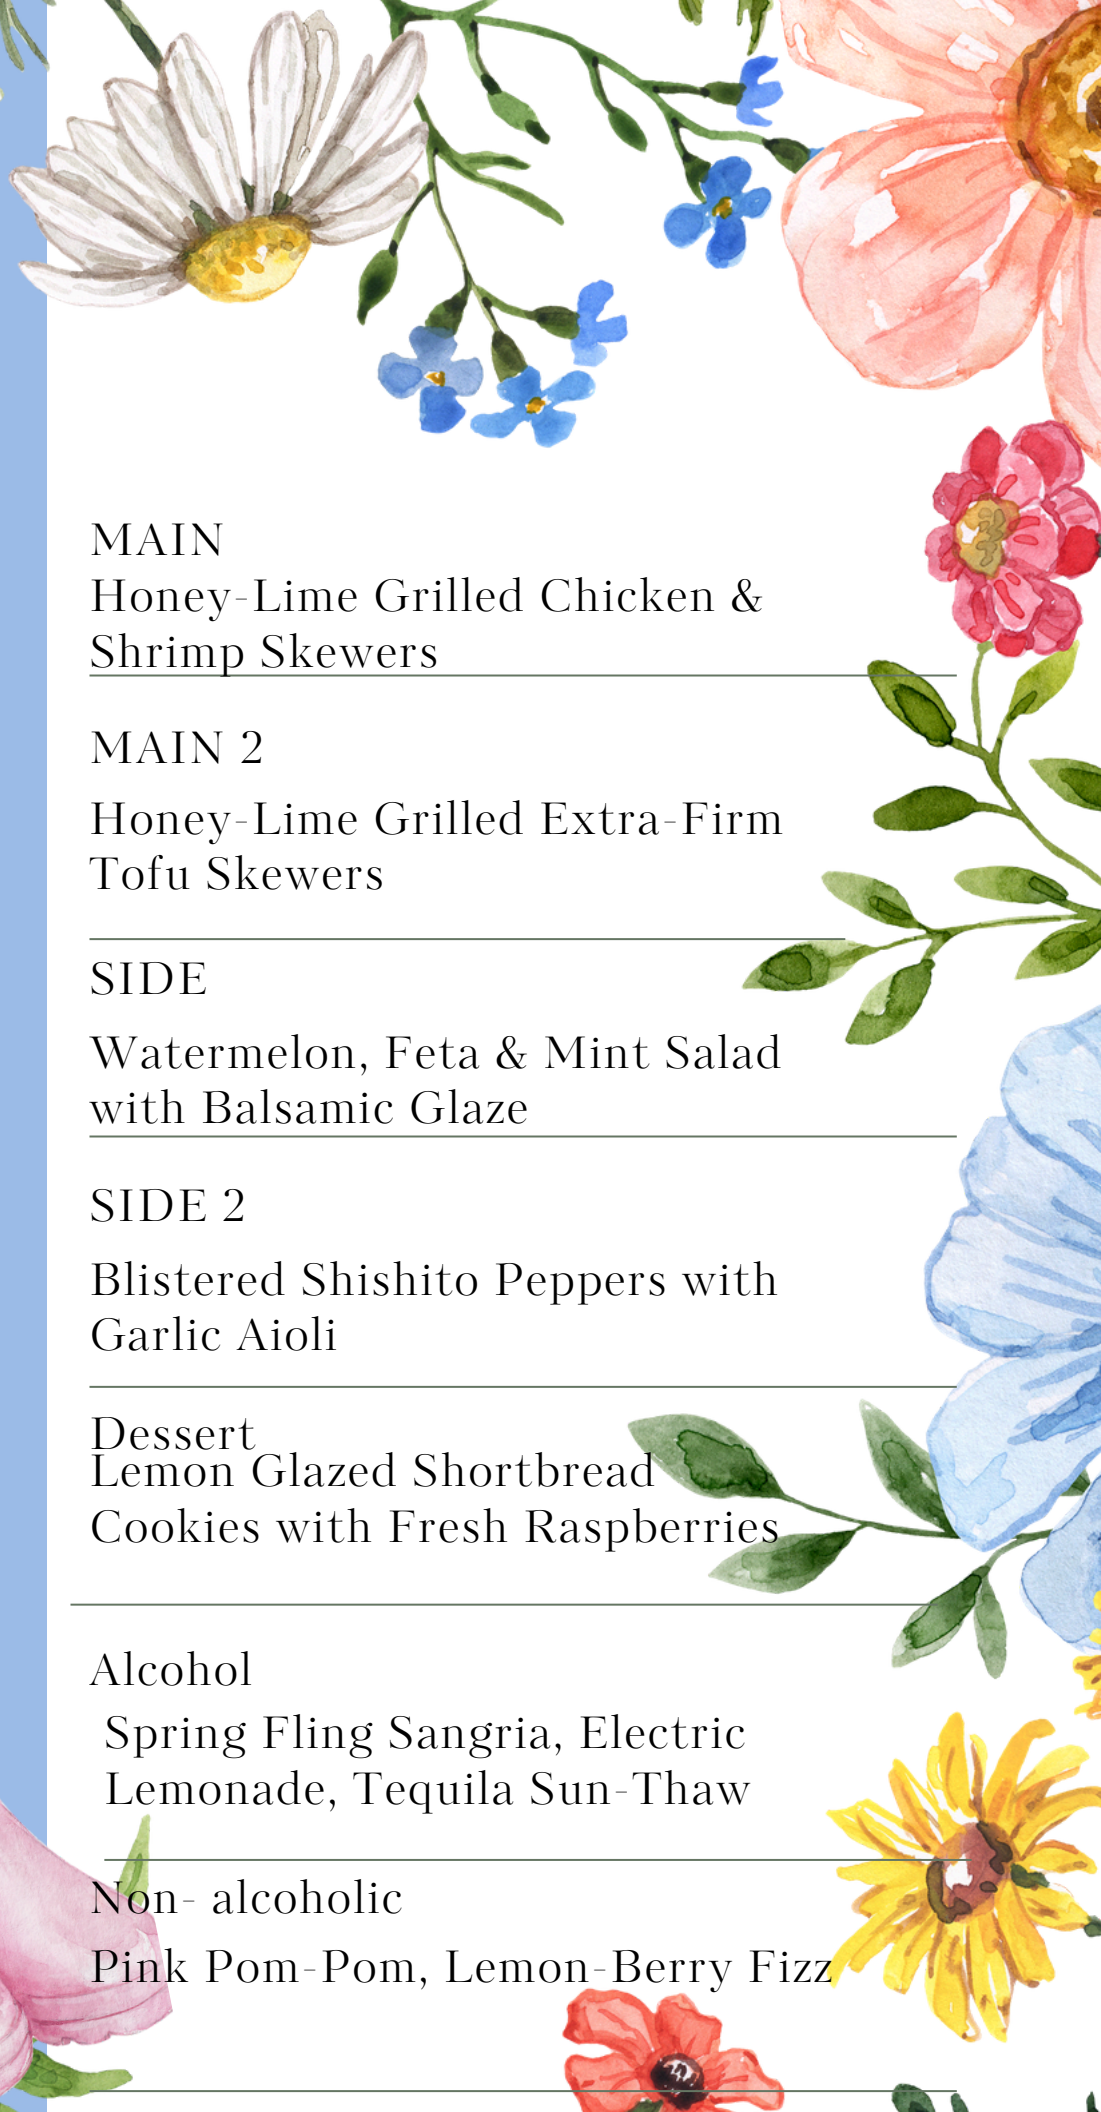 MAIN
Honey-Lime Grilled Chicken &
Shrimp Skewers
MAIN 2
Honey-Lime Grilled Extra-Firm
Tofu Skewers
SIDE
Watermelon, Feta & Mint Salad
with Balsamic Glaze
SIDE 2
Blistered Shishito Peppers with
Garlic Aioli
Dessert
Lemon Glazed Shortbread
Cookies with Fresh Raspberries
Alcohol
Spring Fling Sangria, Electric
Lemonade, Tequila Sun-Thaw
Non- alcoholic
Pink Pom-Pom, Lemon-Berry Fizz